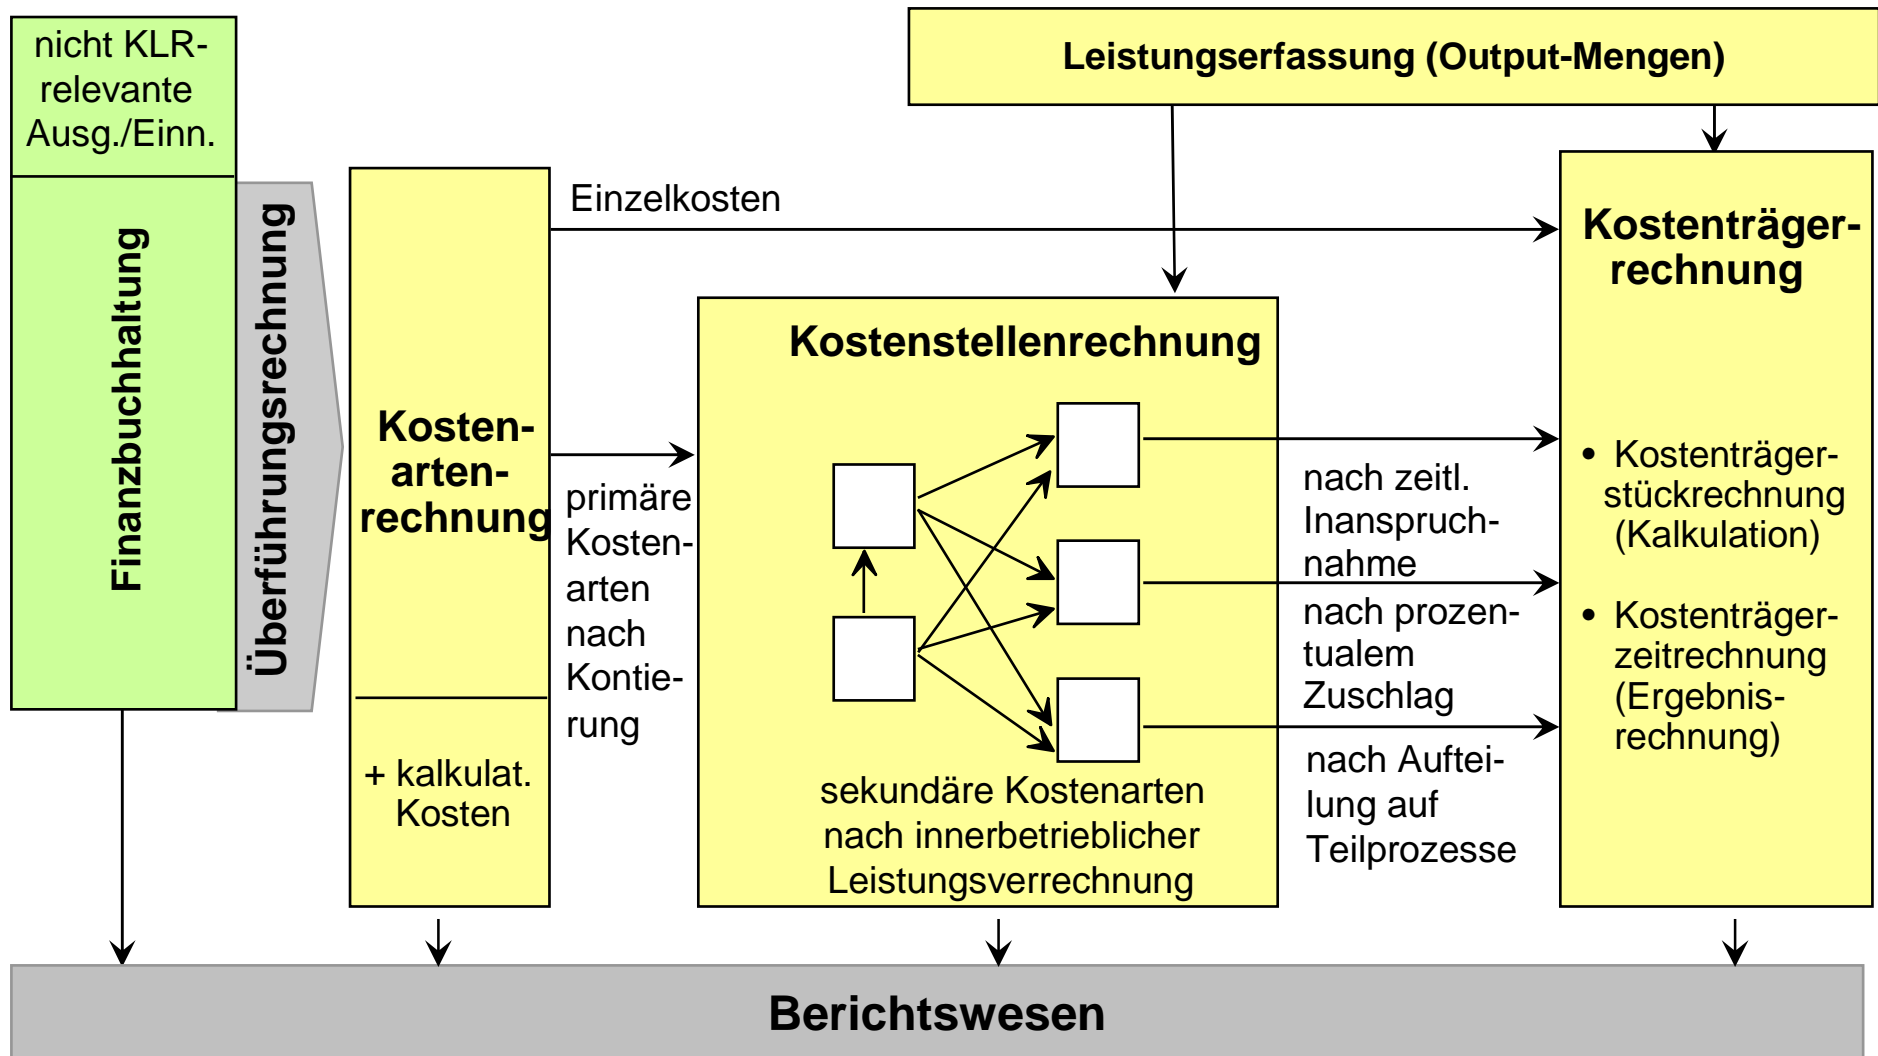 nicht KLR-
relevante
Ausg./Einn.
Finanzbuchhaltung
Überführungsrechnung
Kosten-
arten-
rechnung
+ kalkulat.
Kosten
Einzelkosten
primäre
Kosten-
arten
nach
Kontie-
rung
Leistungserfassung (Output-Mengen)
Kostenstellenrechnung
sekundäre Kostenarten
nach innerbetrieblicher
Leistungsverrechnung
nach zeitl.
Inanspruch-
nahme
nach prozen-
tualem
Zuschlag
nach Auftei-
lung auf
Teilprozesse
Kostenträger-
rechnung
• Kostenträger-
stückrechnung
(Kalkulation)
• Kostenträger-
zeitrechnung
(Ergebnis-
rechnung)
Berichtswesen